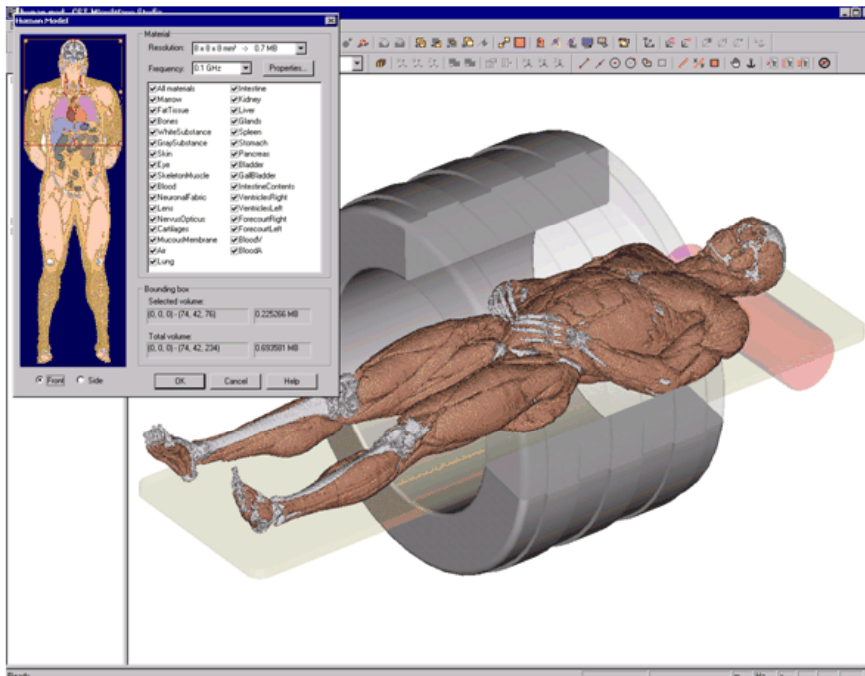 Human Model
Material
Resolution: 8 x 8 x 8 mm³ -> 0.7 MB
Frequency: 0.1 GHz Properties...
All materials Intestine
Marrow Kidney
FatTissue Liver
Bones Glands
WhiteSubstance Spleen
GraySubstance Stomach
Skin Pancreas
Eye Bladder
SkeletonMuscle GallBladder
Blood IntestineContents
NeuronalFabric VentriclesRight
Lens VentriclesLeft
NervusOpticus ForecourtRight
Cartilages ForecourtLeft
MucousMembrane BloodV
Air BloodA
Lung
Bounding box
Selected volume:
(0, 0, 0) - (74, 42, 76) 0.225266 MB
Total volume:
(0, 0, 0) - (74, 42, 234) 0.693581 MB
Front Side OK Cancel Help